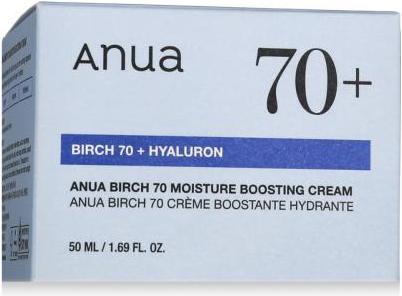 Anua
70+
BIRCH 70 + HYALURON
ANUA BIRCH 70 MOISTURE BOOSTING CREAM
ANUA BIRCH 70 CRÈME BOOSTANTE HYDRANTE
50 ML / 1.69 FL. OZ.